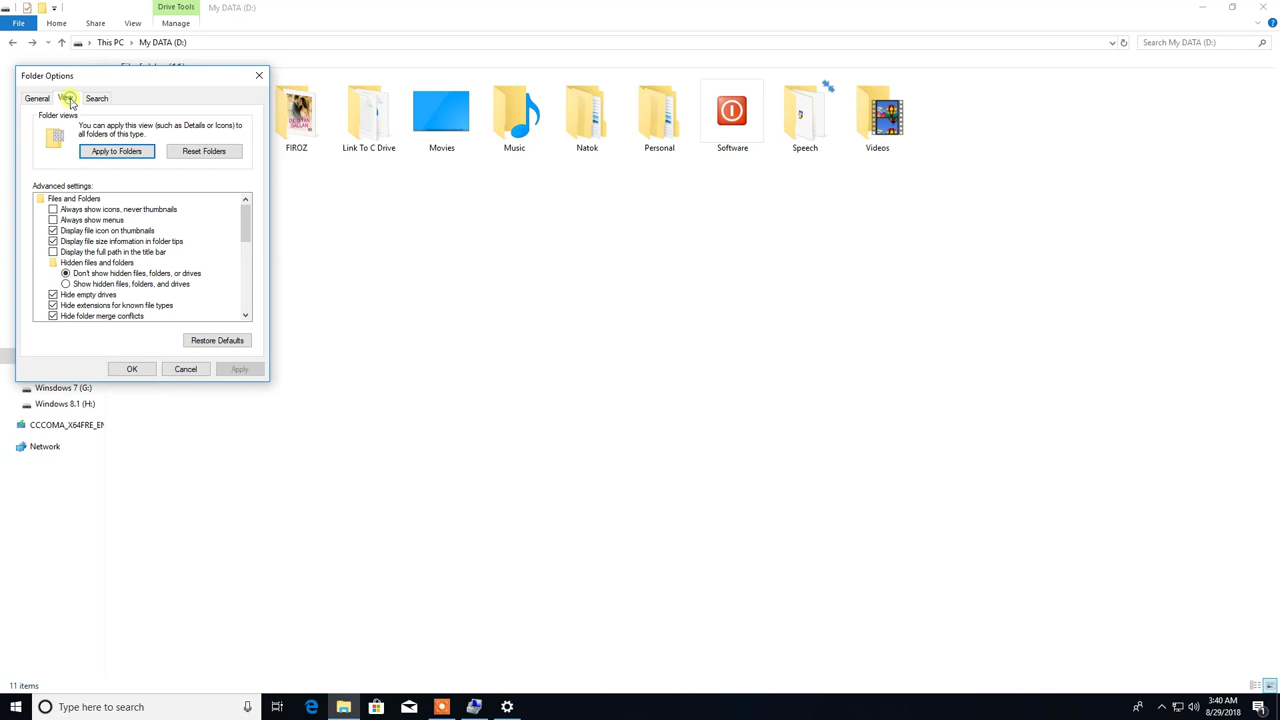 Drive Tools
My DATA (D:)
File
Home
Share
View
Manage
This PC
My DATA (D:)
Search My DATA (D:)
Folder Options
General
Search
Folder views
You can apply this view (such as Details or Icons) to
all folders of this type.
Apply to Folders
Reset Folders
Advanced settings:
Files and Folders
Always show icons, never thumbnails
Always show menus
Display file icon on thumbnails
Display file size information in folder tips
Display the full path in the title bar
Hidden files and folders
Don't show hidden files, folders, or drives
Show hidden files, folders, and drives
Hide empty drives
Hide extensions for known file types
Hide folder merge conflicts
Restore Defaults
OK
Cancel
Apply
FIROZ
Link To C Drive
Movies
Music
Natok
Personal
Software
Speech
Videos
Winsdows 7 (G:)
Windows 8.1 (H:)
CCCOMA_X64FRE_EN
Network
11 items
Type here to search
3:40 AM
8/29/2018